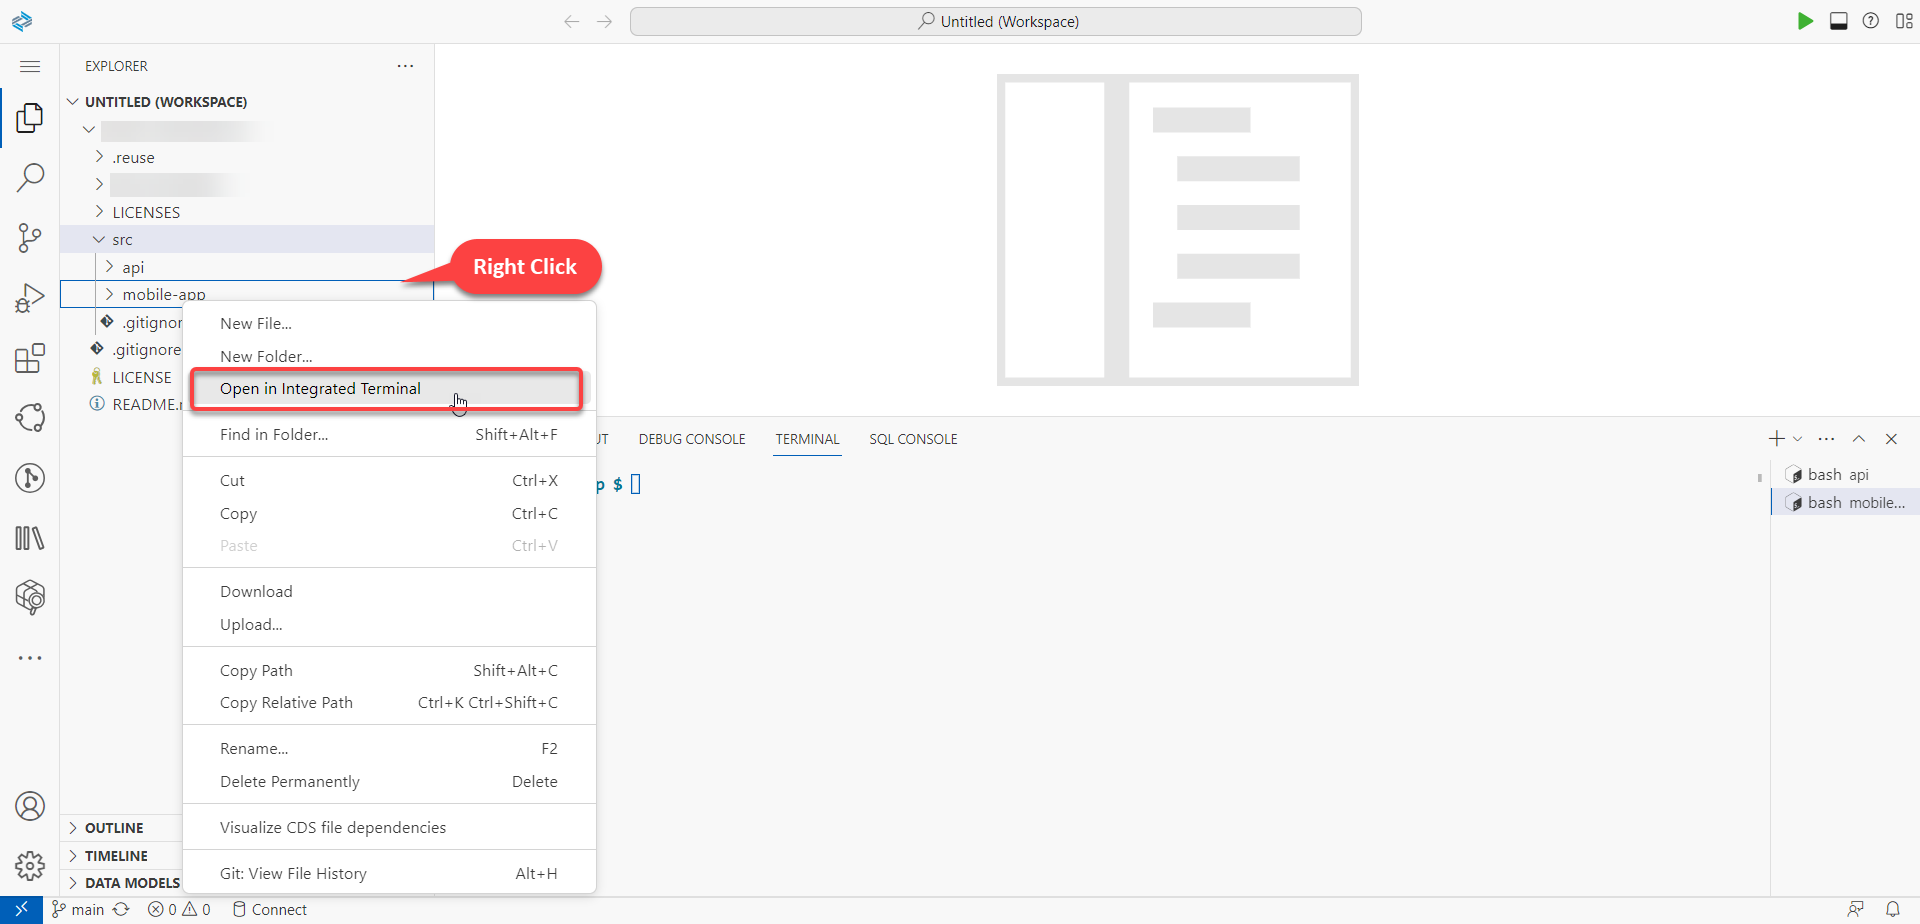 Untitled (Workspace)
EXPLORER
UNTITLED (WORKSPACE)
.reuse
LICENSES
src
api
mobile-app
.gitignor
.gitignore
LICENSE
README.
Right Click
New File...
New Folder...
Open in Integrated Terminal
Find in Folder... Shift+Alt+F
Cut Ctrl+X
Copy Ctrl+C
Paste Ctrl+V
Download
Upload...
Copy Path Shift+Alt+C
Copy Relative Path Ctrl+K Ctrl+Shift+C
Rename... F2
Delete Permanently Delete
Visualize CDS file dependencies
Git: View File History Alt+H
UT DEBUG CONSOLE TERMINAL SQL CONSOLE
p $
bash api
bash mobile...
OUTLINE
TIMELINE
DATA MODELS
main 0 0 Connect